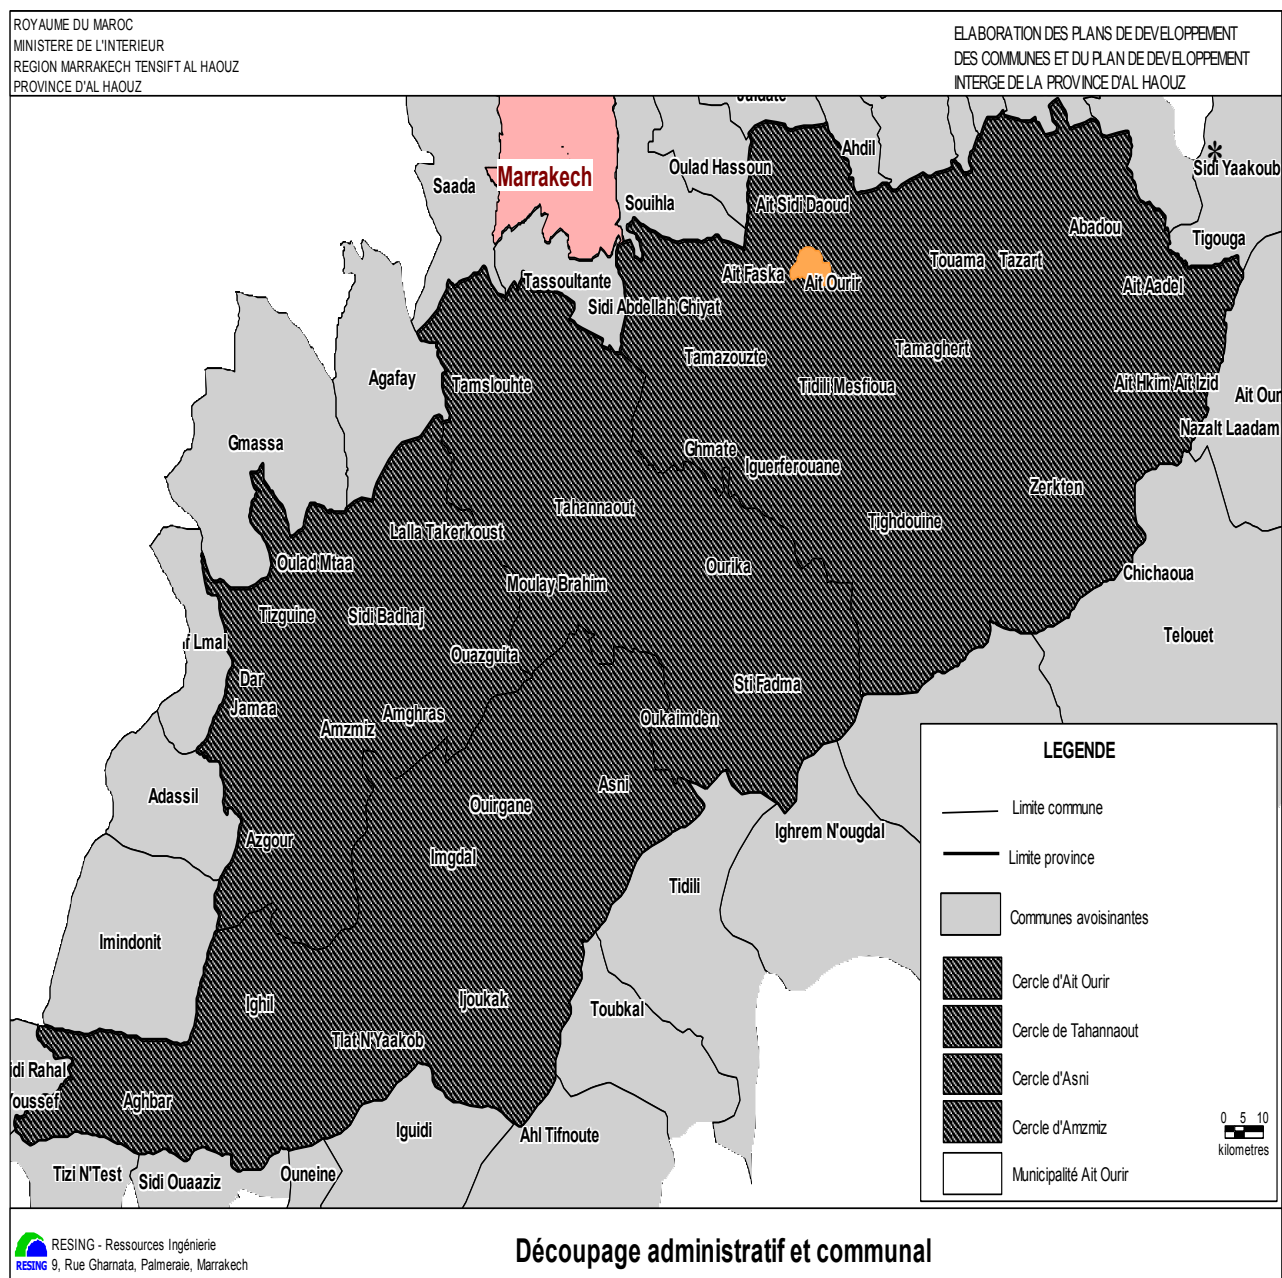 ROYAUME DU MAROC
MINISTERE DE L'INTERIEUR
REGION MARRAKECH TENSIFT AL HAOUZ
PROVINCE D'AL HAOUZ
ELABORATION DES PLANS DE DEVELOPPEMENT
DES COMMUNES ET DU PLAN DE DEVELOPPEMENT
INTERGE DE LA PROVINCE D'AL HAOUZ
Ahdil
Oulad Hassoun
Sidi Yaakoub
Marrakech
Saada
Souihla
Ait Sidi Daoud
Abadou
Tigouga
Touama
Tazart
Ait Faska
Tassoultante
Ait Ourir
Ait Aadel
Sidi Abdellah Ghiyat
Tamaghert
Tamazouzte
Agafay
Tamslouhte
Tidili Mesfioua
Ait Hkim Ait Izid
Ait Our
Nazalt Laadam
Gmassa
Ghmate
Iguerferouane
Zerkten
Tahannaout
Tighdouine
Lalla Takerkoust
Oulad Mtaa
Ourika
Chichaoua
Moulay Brahim
Tizguine
Sidi Badhaj
Telouet
f Lmal
Ouazguita
Dar
Jamaa
Sti Fadma
Amghras
Oukaimden
Amzmiz
Asni
Adassil
Ouirgane
Ighrem N'ougdal
Azgour
Imgdal
Tidili
Imindonit
Ighil
Ijoukak
Toubkal
Tlat N'Yaakob
idi Rahal
Youssef
Aghbar
Iguidi
Ahl Tifnoute
Tizi N'Test
Sidi Ouaaziz
Ouneine
LEGENDE
Limite commune
Limite province
Communes avoisinantes
Cercle d'Ait Ourir
Cercle de Tahannaout
Cercle d'Asni
Cercle d'Amzmiz
Municipalité Ait Ourir
0 5 10
kilometres
RESING - Ressources Ingénierie
RESING 9, Rue Gharnata, Palmeraie, Marrakech
Découpage administratif et communal